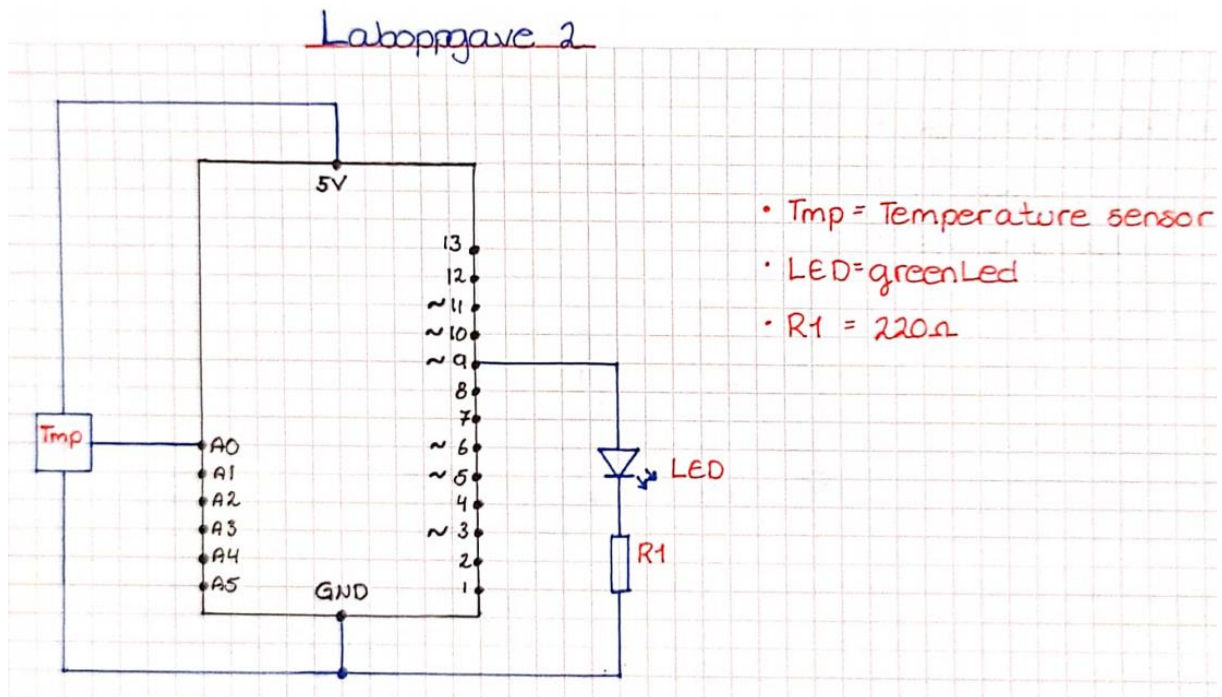 Laboppgave 2
5V
13
12
~11
~10
~9
8
7
~6
~5
4
~3
2
1
Tmp
A0
A1
A2
A3
A4
A5
GND
LED
R1
• Tmp = Temperature sensor
• LED=greenLed
• R1 = 220Ω